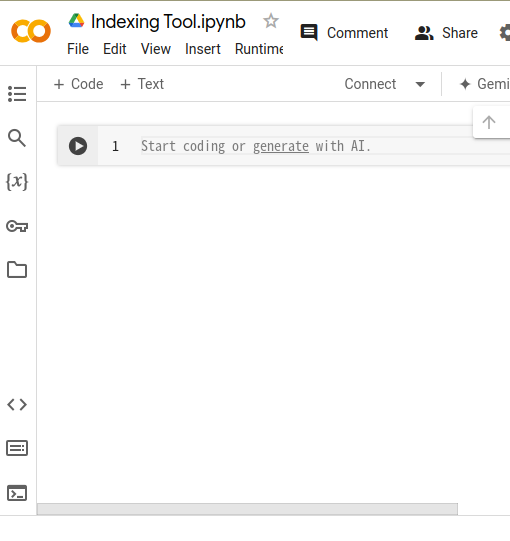 Indexing Tool.ipynb
Comment
Share
File Edit View Insert Runtime
+ Code + Text
Connect
Gemi
{x}
1 Start coding or generate with AI.